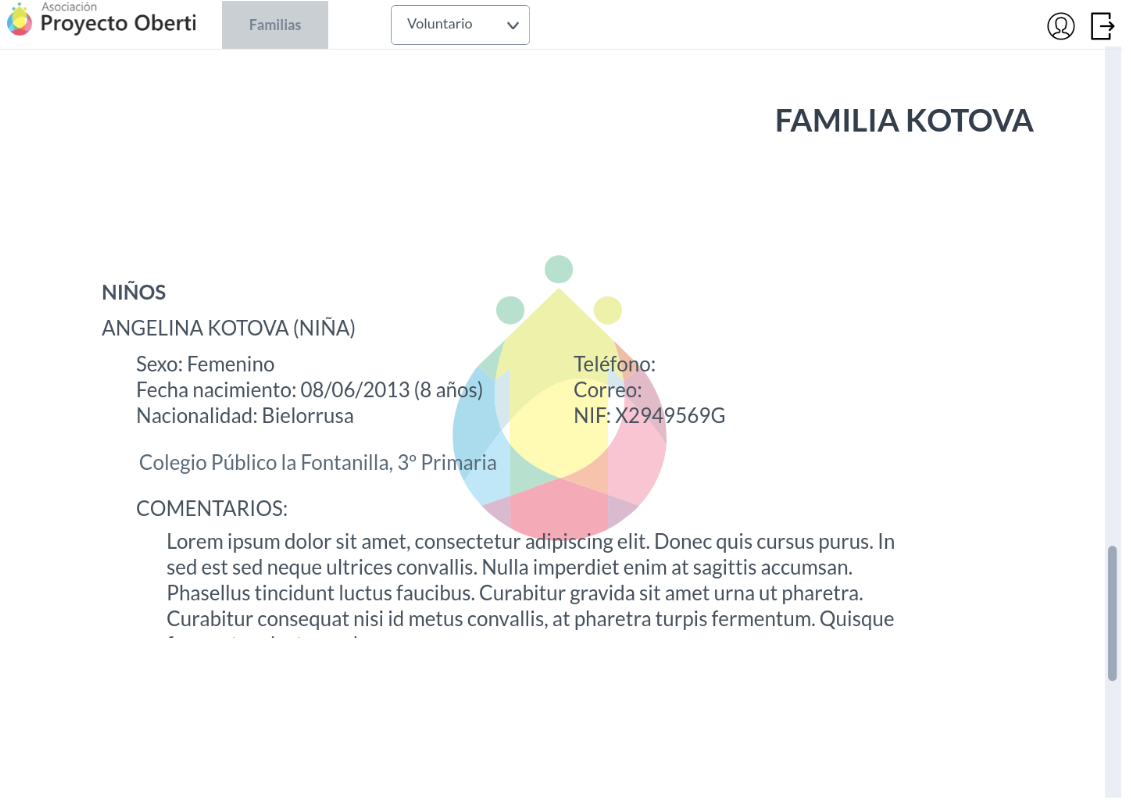 Asociación
Proyecto Oberti
Familias
Voluntario
FAMILIA KOTOVA
NIÑOS
ANGELINA KOTOVA (NIÑA)
Sexo: Femenino
Teléfono:
Fecha nacimiento: 08/06/2013 (8 años)
Correo:
Nacionalidad: Bielorrusa
NIF: X2949569G
Colegio Público la Fontanilla, 3º Primaria
COMENTARIOS:
Lorem ipsum dolor sit amet, consectetur adipiscing elit. Donec quis cursus purus. In
sed est sed neque ultrices convallis. Nulla imperdiet enim at sagittis accumsan.
Phasellus tincidunt luctus faucibus. Curabitur gravida sit amet urna ut pharetra.
Curabitur consequat nisi id metus convallis, at pharetra turpis fermentum. Quisque